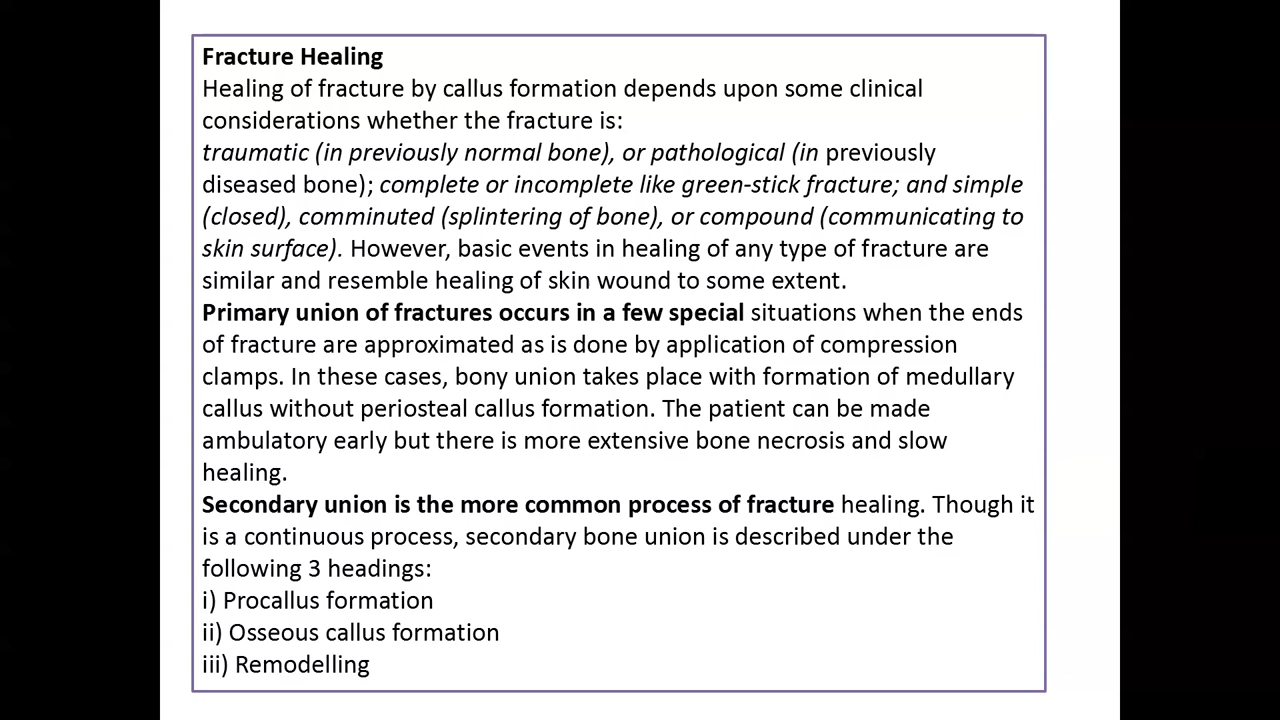 Fracture Healing
Healing of fracture by callus formation depends upon some clinical
considerations whether the fracture is:
traumatic (in previously normal bone), or pathological (in previously
diseased bone); complete or incomplete like green-stick fracture; and simple
(closed), comminuted (splintering of bone), or compound (communicating to
skin surface). However, basic events in healing of any type of fracture are
similar and resemble healing of skin wound to some extent.
Primary union of fractures occurs in a few special situations when the ends
of fracture are approximated as is done by application of compression
clamps. In these cases, bony union takes place with formation of medullary
callus without periosteal callus formation. The patient can be made
ambulatory early but there is more extensive bone necrosis and slow
healing.
Secondary union is the more common process of fracture healing. Though it
is a continuous process, secondary bone union is described under the
following 3 headings:
i) Procallus formation
ii) Osseous callus formation
iii) Remodelling